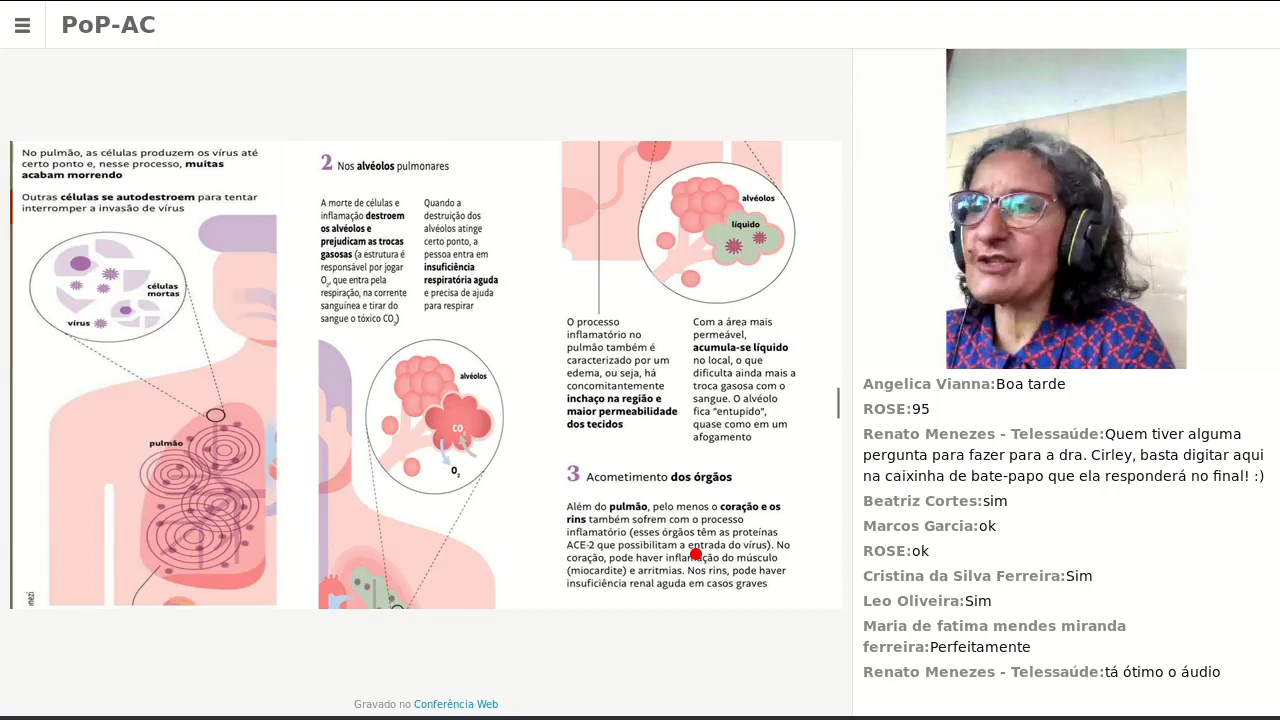 PoP-AC
No pulmão, as células produzem os vírus até
certo ponto e, nesse processo, muitas
acabam morrendo
Outras células se autodestroem para tentar
interromper a invasão de vírus
células
mortas
vírus
pulmão
2 Nos alvéolos pulmonares
A morte de células e
inflamação destroem
os alvéolos e
prejudicam as trocas
gasosas (a estrutura é
responsável por jogar
O2, que entra pela
respiração, na corrente
sanguínea e tirar do
sangue o tóxico CO2)
Quando a
destruição dos
alvéolos atinge
certo ponto, a
pessoa entra em
insuficiência
respiratória aguda
e precisa de ajuda
para respirar
alvéolos
CO2
O2
alvéolos
líquido
O processo
inflamatório no
pulmão também é
caracterizado por um
edema, ou seja, há
concomitantemente
inchaço na região e
maior permeabilidade
dos tecidos
Com a área mais
permeável,
acumula-se líquido
no local, o que
dificulta ainda mais a
troca gasosa com o
sangue. O alvéolo
fica "entupido",
quase como em um
afogamento
3 Acometimento dos órgãos
Além do pulmão, pelo menos o coração e os
rins também sofrem com o processo
inflamatório (esses órgãos têm as proteínas
ACE-2 que possibilitam a entrada do vírus). No
coração, pode haver inflamação do músculo
(miocardite) e arritmias. Nos rins, pode haver
insuficiência renal aguda em casos graves
Gravado no Conferência Web
Angelica Vianna:Boa tarde
ROSE:95
Renato Menezes - Telessaúde:Quem tiver alguma
pergunta para fazer para a dra. Cirley, basta digitar aqui
na caixinha de bate-papo que ela responderá no final! :)
Beatriz Cortes:sim
Marcos Garcia:ok
ROSE:ok
Cristina da Silva Ferreira:Sim
Leo Oliveira:Sim
Maria de fatima mendes miranda
ferreira:Perfeitamente
Renato Menezes - Telessaúde:tá ótimo o áudio